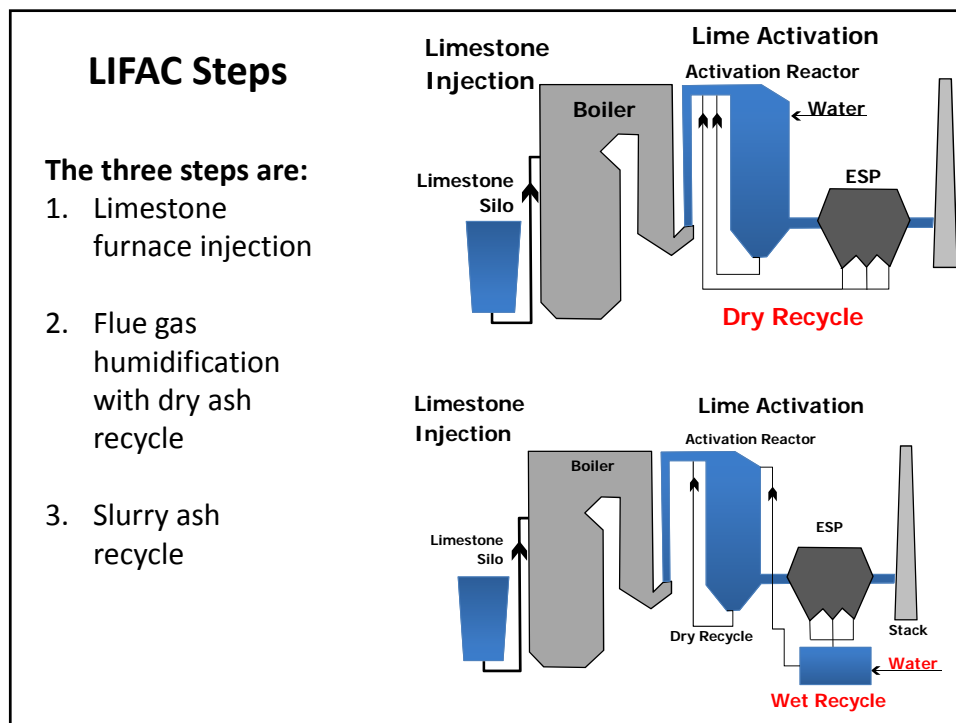 LIFAC Steps
The three steps are:
1. Limestone
furnace injection
2. Flue gas
humidification
with dry ash
recycle
3. Slurry ash
recycle
Limestone
Injection
Lime Activation
Activation Reactor
Boiler
Water
Limestone
Silo
ESP
Dry Recycle
Limestone
Injection
Lime Activation
Activation Reactor
Boiler
Limestone
Silo
ESP
Dry Recycle
Stack
Water
Wet Recycle